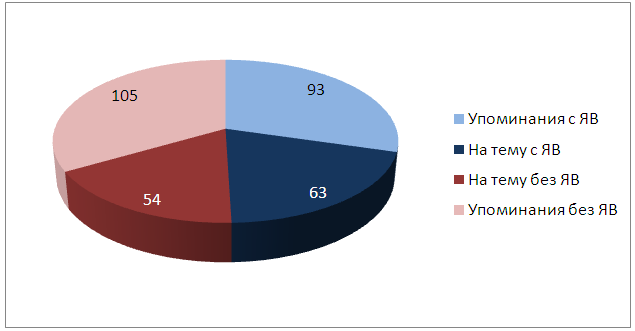 105
93
54
63
Упоминания с ЯВ
На тему с ЯВ
На тему без ЯВ
Упоминания без ЯВ